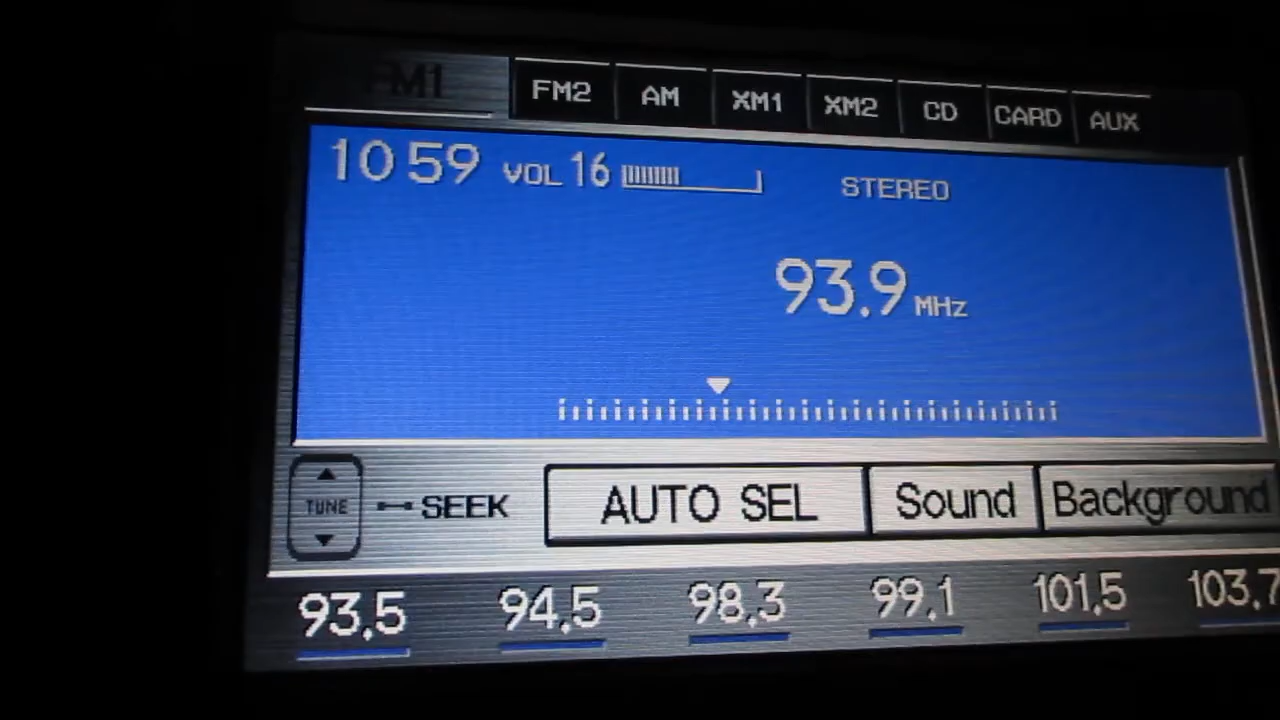 FM1 FM2 AM XM1 XM2 CD CARD AUX
10 59 VOL 16 STEREO
93.9 MHz
TUNE SEEK AUTO SEL Sound Background
93.5 94.5 98.3 99.1 101.5 103.7